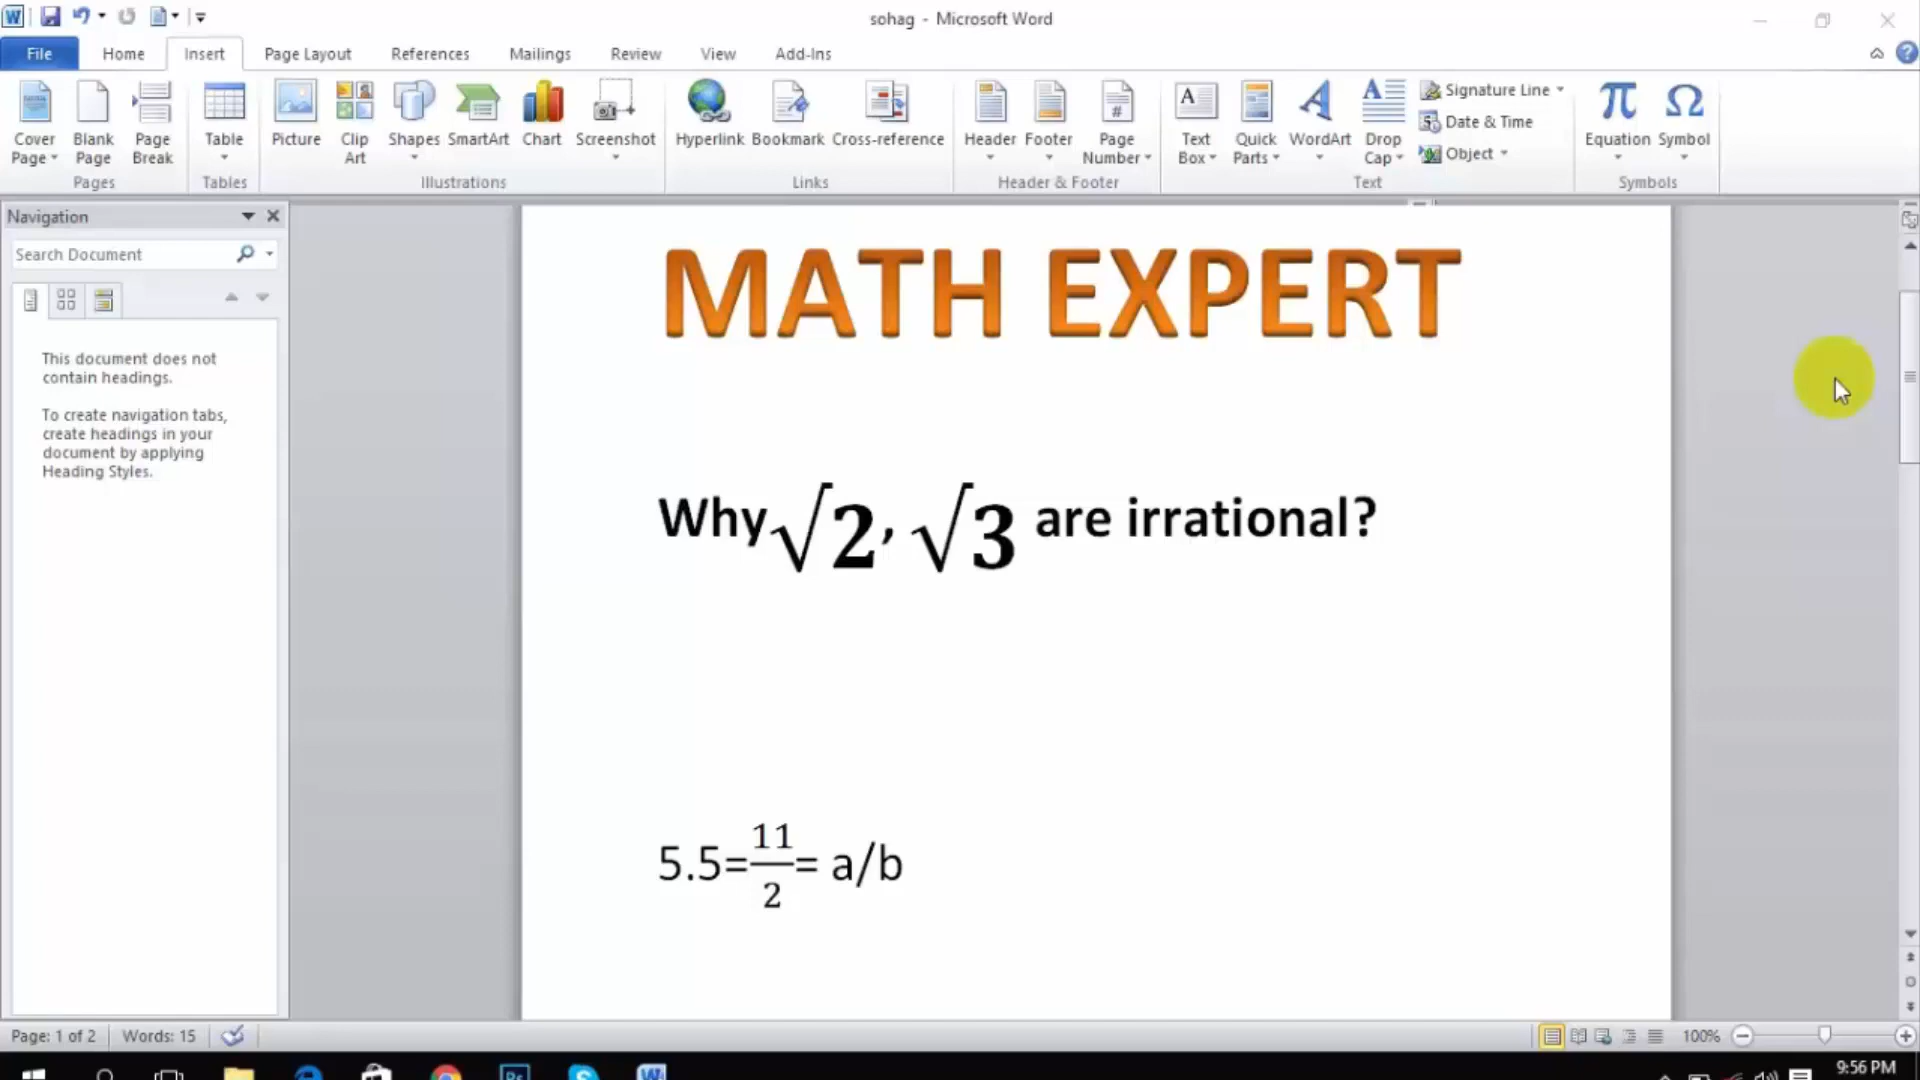 sohag - Microsoft Word
File Home Insert Page Layout References Mailings Review View Add-Ins
Cover Page Blank Page Page Break
Pages
Table
Tables
Picture Clip Art Shapes SmartArt Chart Screenshot
Illustrations
Hyperlink Bookmark Cross-reference
Links
Header Footer Page Number
Header & Footer
Text Box Quick Parts WordArt Drop Cap
Signature Line
Date & Time
Object
Text
Equation Symbol
Symbols
Navigation
Search Document
This document does not
contain headings.
To create navigation tabs,
create headings in your
document by applying
Heading Styles.
MATH EXPERT
Why√2, √3 are irrational?
5.5=11/2= a/b
Page: 1 of 2 Words: 15
100%
9:56 PM